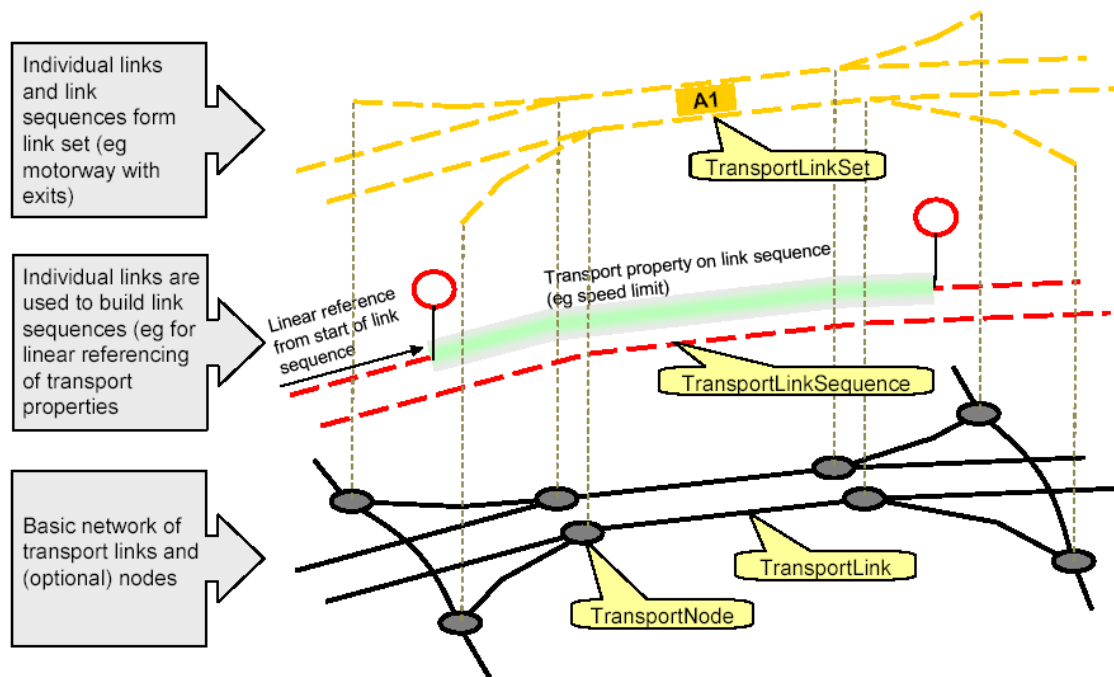 Individual links
and link
sequences form
link set (eg
motorway with
exits)
A1
TransportLinkSet
Individual links are
used to build link
sequences (eg for
linear referencing
of transport
properties
Linear reference
from start of link
sequence
Transport property on link sequence
(eg speed limit)
TransportLinkSequence
Basic network of
transport links and
(optional) nodes
TransportLink
TransportNode